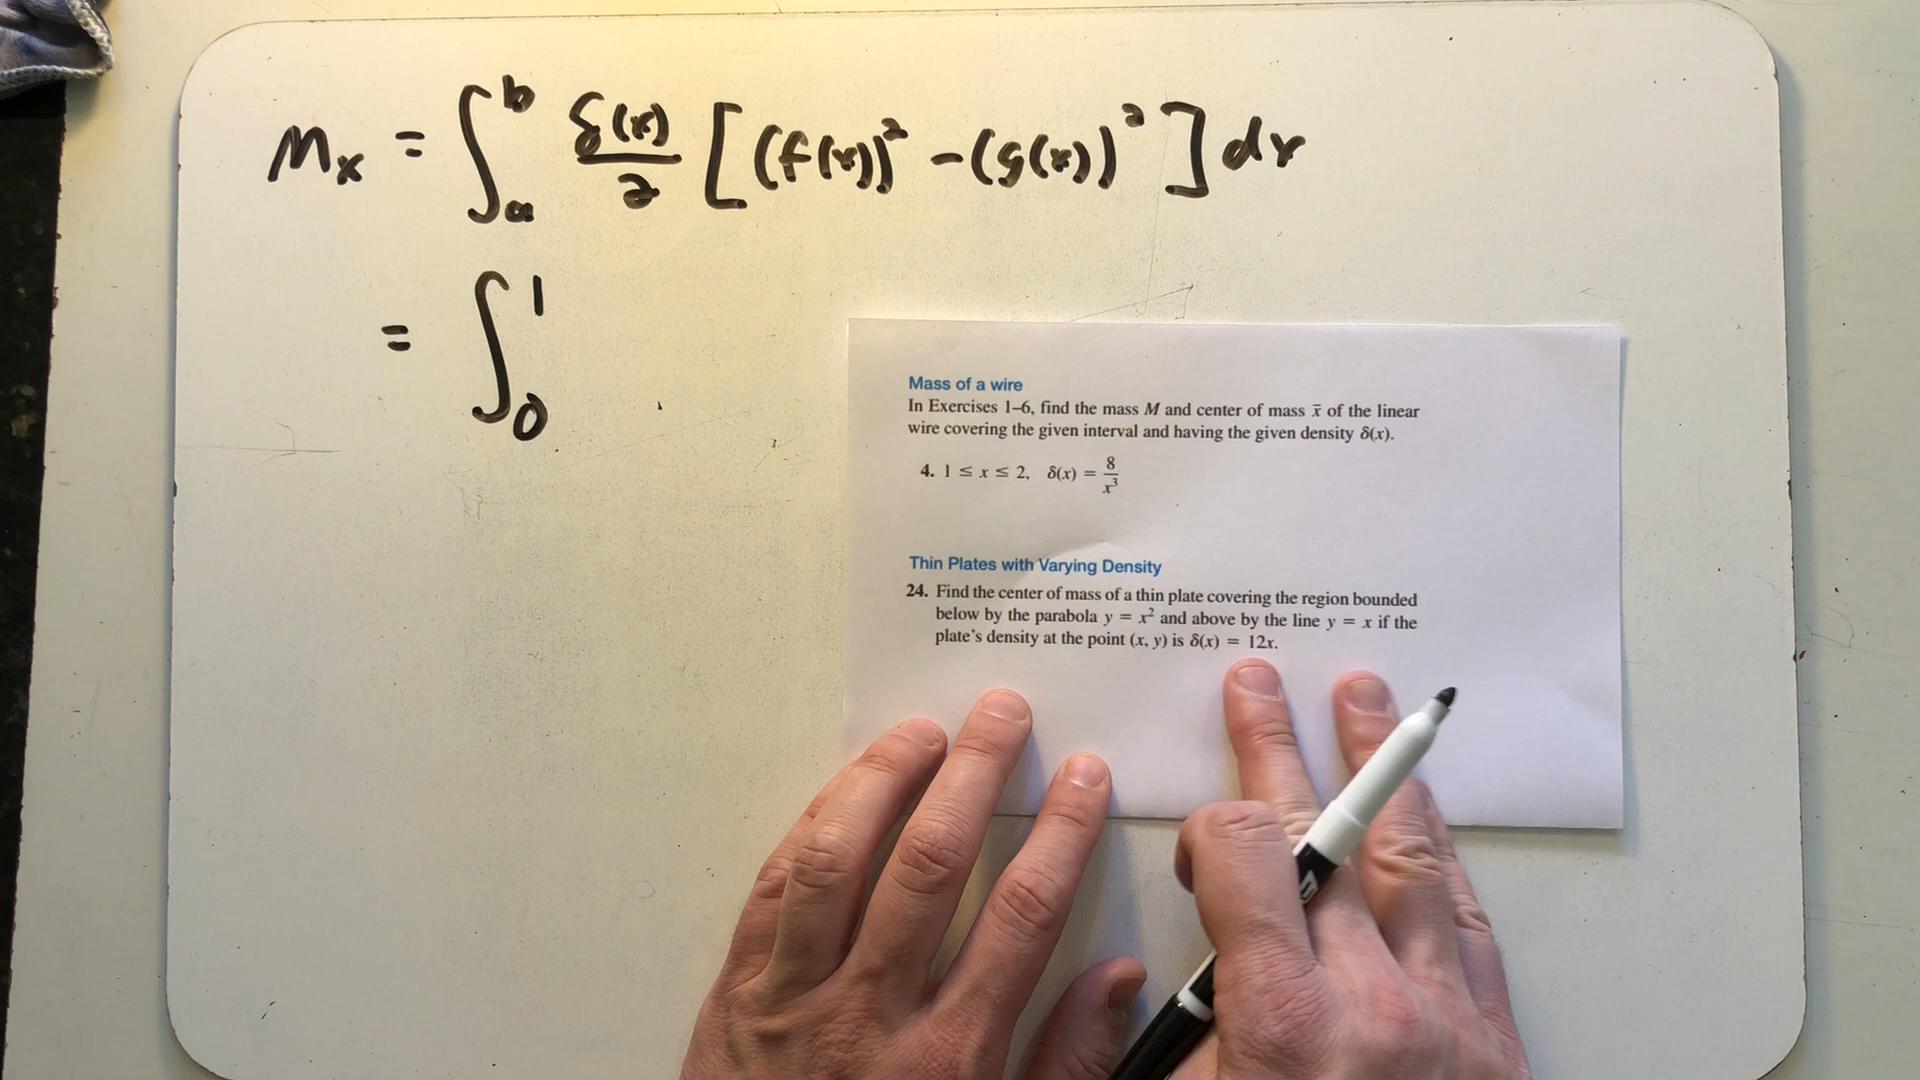 Mx = ∫_a^b δ(x)/2 [(f(x))² - (g(x))²] dx
= ∫_0^1
Mass of a wire
In Exercises 1–6, find the mass M and center of mass x̄ of the linear
wire covering the given interval and having the given density δ(x).
4. 1 ≤ x ≤ 2, δ(x) = 8/x³
Thin Plates with Varying Density
24. Find the center of mass of a thin plate covering the region bounded
below by the parabola y = x² and above by the line y = x if the
plate's density at the point (x, y) is δ(x) = 12x.